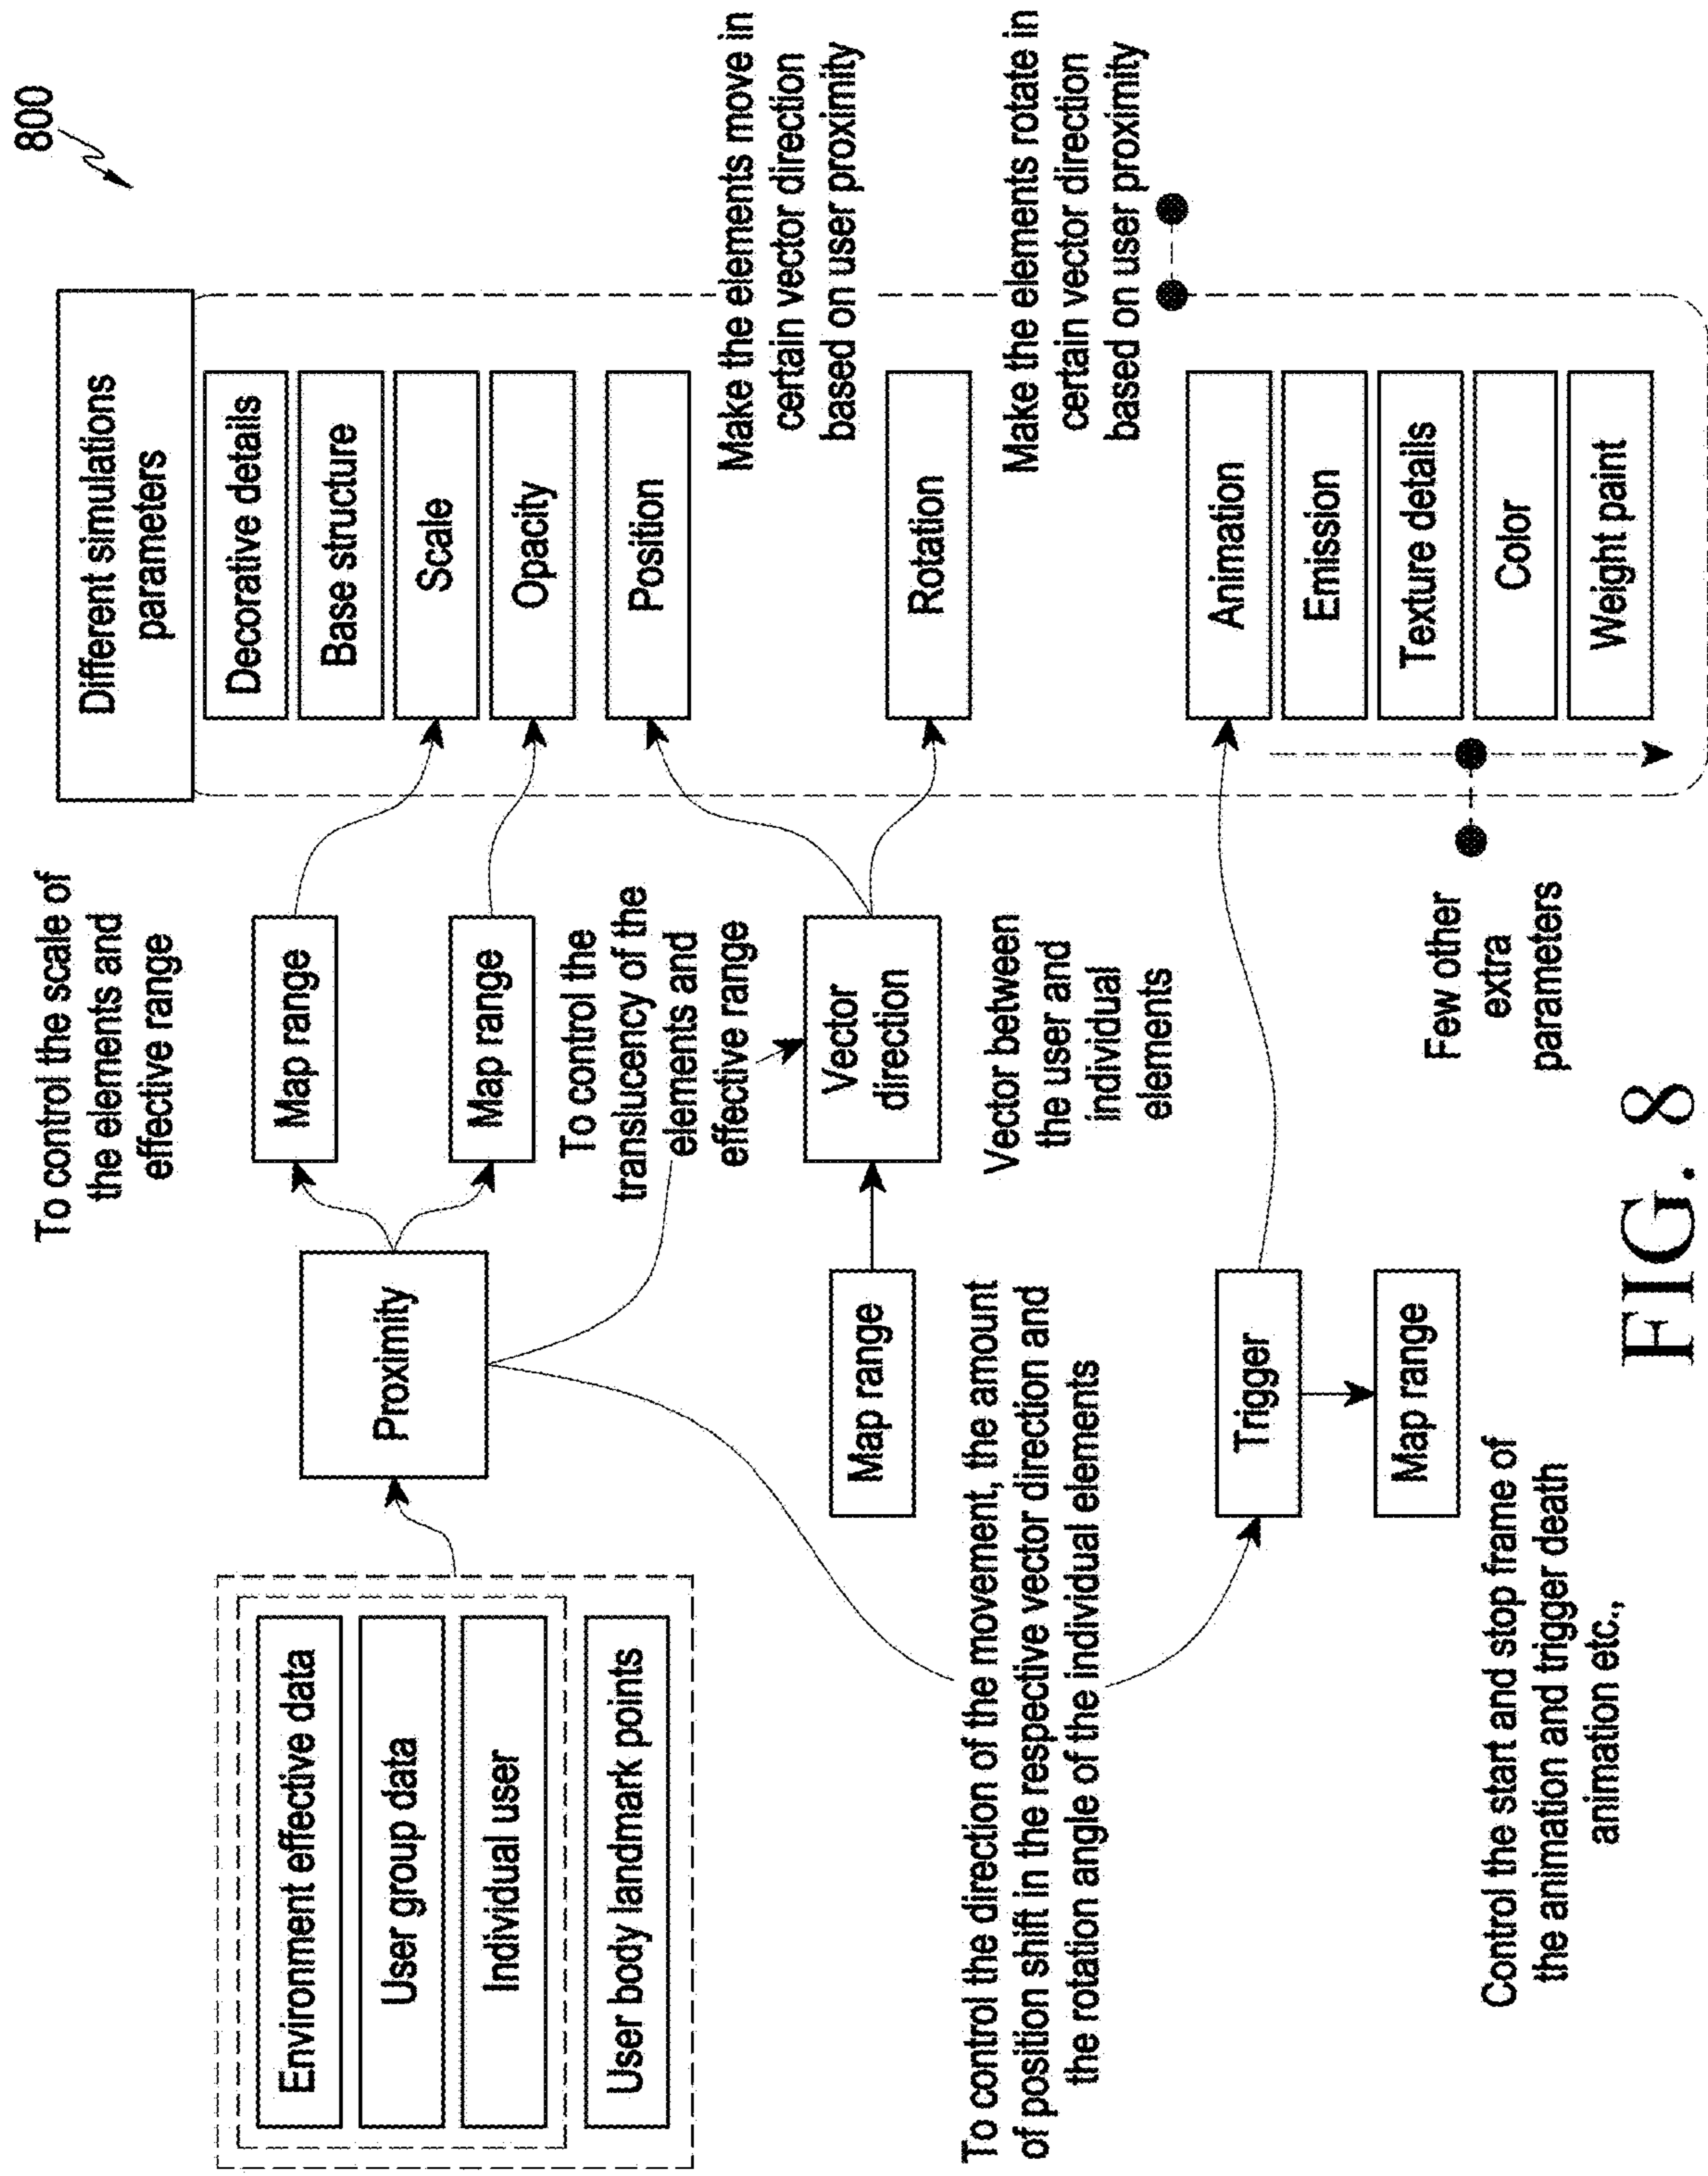 800
Environment effective data
User group data
Individual user
User body landmark points
Proximity
To control the scale of
the elements and
effective range
Map range
Map range
To control the
translucency of the
elements and
effective range
Map range
Vector
direction
Vector between
the user and
individual
elements
To control the direction of the movement, the amount
of position shift in the respective vector direction and
the rotation angle of the individual elements
Trigger
Map range
Control the start and stop frame of
the animation and trigger death
animation etc.,
Different simulations
parameters
Decorative details
Base structure
Scale
Opacity
Position
Make the elements move in
certain vector direction
based on user proximity
Rotation
Make the elements rotate in
certain vector direction
based on user proximity
Animation
Emission
Texture details
Color
Weight paint
Few other
extra
parameters
FIG. 8